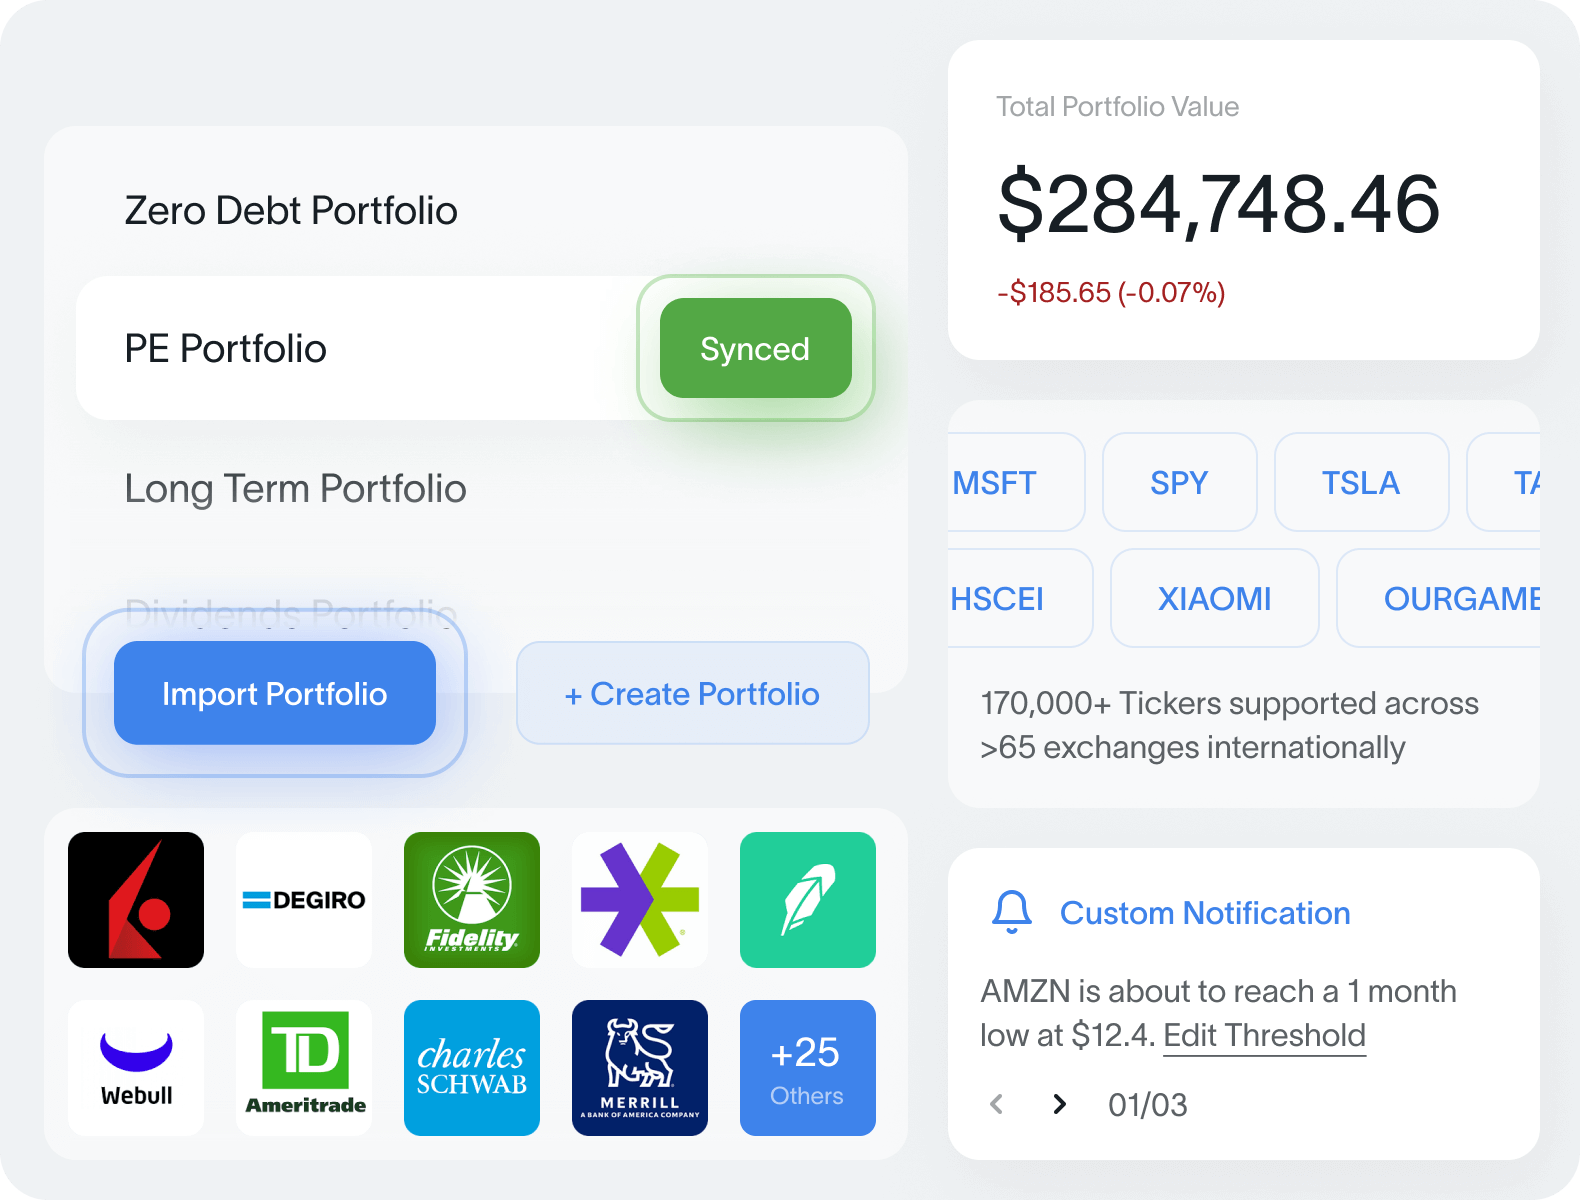 Zero Debt Portfolio
PE Portfolio
Synced
Long Term Portfolio
Dividends Portfolio
Import Portfolio
+ Create Portfolio
DEGIRO
Fidelity
INVESTMENTS
Webull
TD
Ameritrade
charles
SCHWAB
MERRILL
A BANK OF AMERICA COMPANY
+25
Others
Total Portfolio Value
$284,748.46
-$185.65 (-0.07%)
MSFT
SPY
TSLA
TA
HSCEI
XIAOMI
OURGAME
170,000+ Tickers supported across
>65 exchanges internationally
Custom Notification
AMZN is about to reach a 1 month
low at $12.4. Edit Threshold
01/03